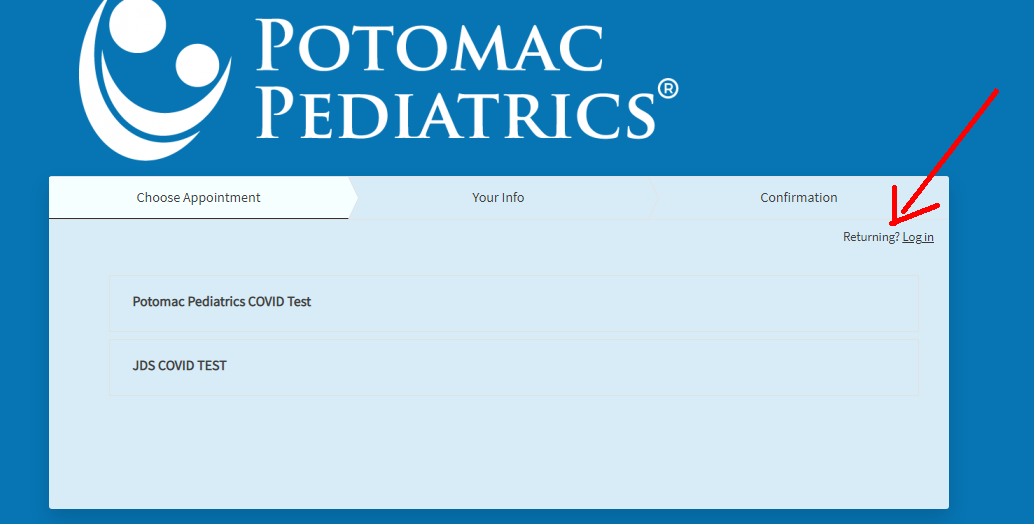 POTOMAC
PEDIATRICS®
Choose Appointment
Your Info
Confirmation
Returning? Log in
Potomac Pediatrics COVID Test
JDS COVID TEST